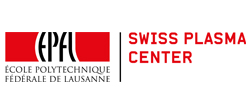 EPFL
ÉCOLE POLYTECHNIQUE
FÉDÉRALE DE LAUSANNE
SWISS PLASMA
CENTER